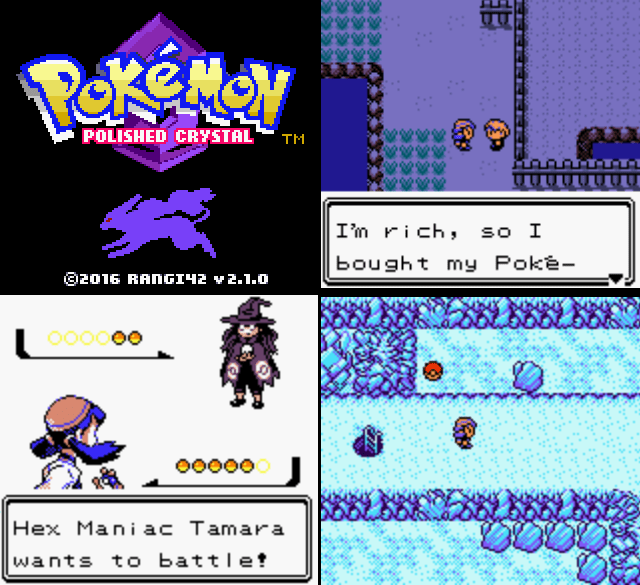 POKéMON
POLISHED CRYSTAL
TM
©2016 RANGI42 v2.1.0
I'm rich, so I
bought my Poké-
Hex Maniac Tamara
wants to battle!